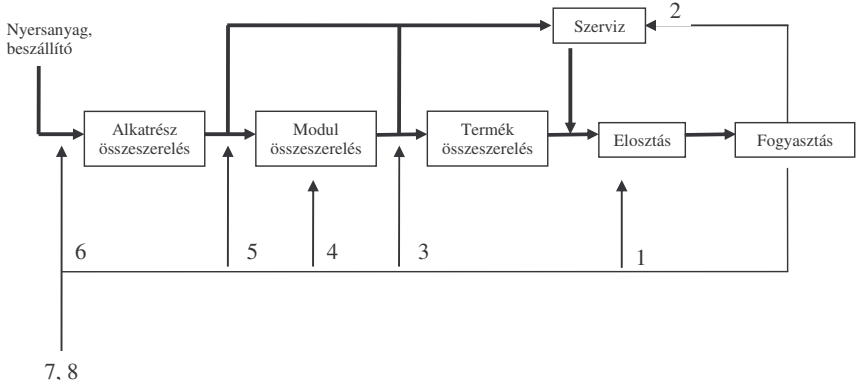 2
Szerviz
Nyersanyag,
beszállító
Alkatrész
összeszerelés
Modul
összeszerelés
Termék
összeszerelés
Elosztás
Fogyasztás
6
5
4
3
1
7, 8